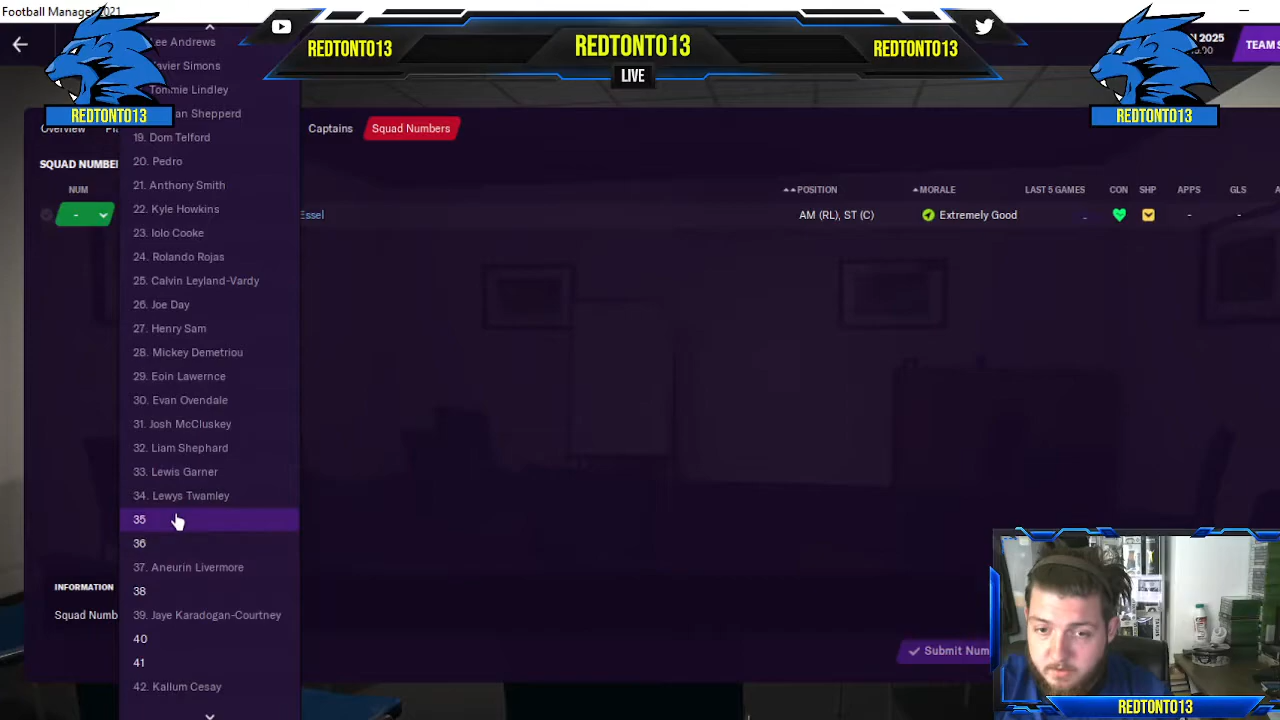 Football Manager 2021
REDTONTO13
REDTONTO13
REDTONTO13
LIVE
2025
TEAM S
REDTONTO13
REDTONTO13
Lee Andrews
Xavier Simons
Tommie Lindley
an Shepperd
19. Dom Telford
20. Pedro
21. Anthony Smith
22. Kyle Howkins
23. Iolo Cooke
24. Rolando Rojas
25. Calvin Leyland-Vardy
26. Joe Day
27. Henry Sam
28. Mickey Demetriou
29. Eoin Lawernce
30. Evan Ovendale
31. Josh McCluskey
32. Liam Shephard
33. Lewis Garner
34. Lewys Twamley
35
36
37. Aneurin Livermore
38
39. Jaye Karadogan-Courtney
40
41
42. Kallum Cesay
Overview
Captains
Squad Numbers
SQUAD NUMBE
NUM
POSITION
MORALE
LAST 5 GAMES
CON
SHP
APPS
GLS
-
Essel
AM (RL), ST (C)
Extremely Good
-
-
-
INFORMATION
Squad Numb
Submit Num
REDTONTO13